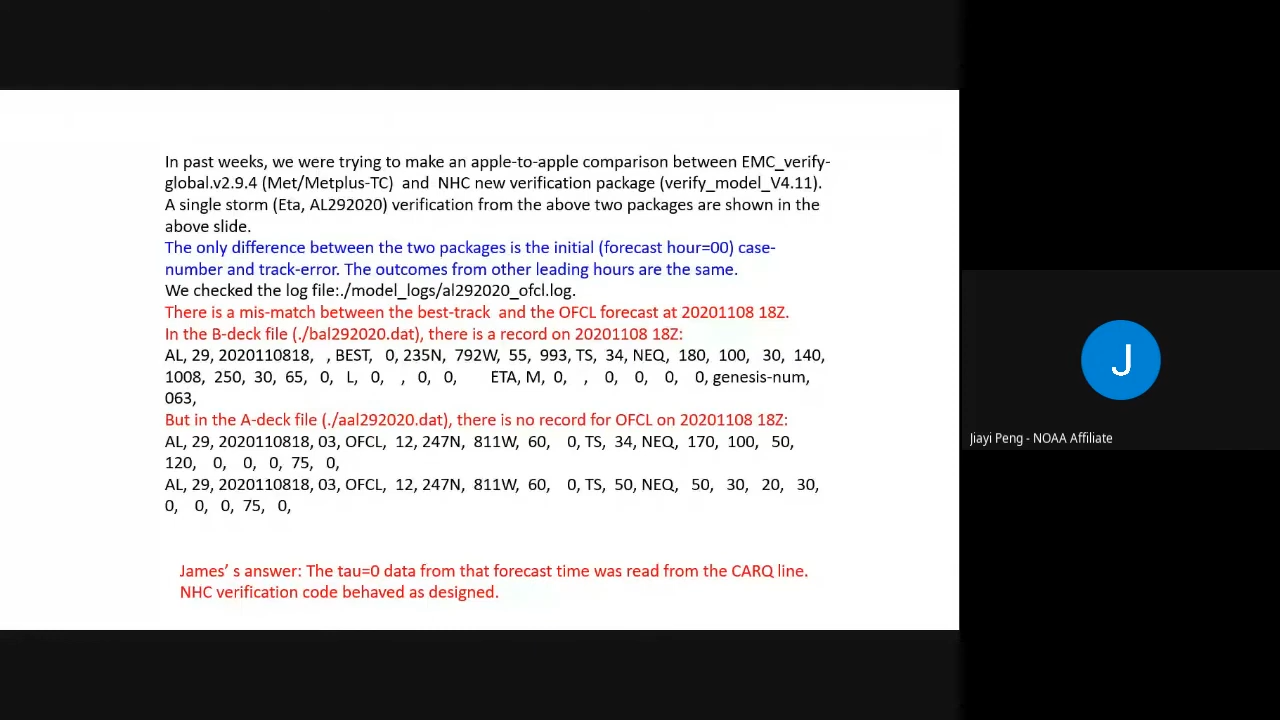 In past weeks, we were trying to make an apple-to-apple comparison between EMC_verify-
global.v2.9.4 (Met/Metplus-TC) and NHC new verification package (verify_model_V4.11).
A single storm (Eta, AL292020) verification from the above two packages are shown in the
above slide.
The only difference between the two packages is the initial (forecast hour=00) case-
number and track-error. The outcomes from other leading hours are the same.
We checked the log file:./model_logs/al292020_ofcl.log.
There is a mis-match between the best-track and the OFCL forecast at 20201108 18Z.
In the B-deck file (./bal292020.dat), there is a record on 20201108 18Z:
AL, 29, 2020110818, , BEST, 0, 235N, 792W, 55, 993, TS, 34, NEQ, 180, 100, 30, 140,
1008, 250, 30, 65, 0, L, 0, , 0, 0, ETA, M, 0, , 0, 0, 0, 0, genesis-num,
063,
But in the A-deck file (./aal292020.dat), there is no record for OFCL on 20201108 18Z:
AL, 29, 2020110818, 03, OFCL, 12, 247N, 811W, 60, 0, TS, 34, NEQ, 170, 100, 50,
120, 0, 0, 0, 75, 0,
AL, 29, 2020110818, 03, OFCL, 12, 247N, 811W, 60, 0, TS, 50, NEQ, 50, 30, 20, 30,
0, 0, 0, 75, 0,
James' s answer: The tau=0 data from that forecast time was read from the CARQ line.
NHC verification code behaved as designed.
J
Jiayi Peng - NOAA Affiliate